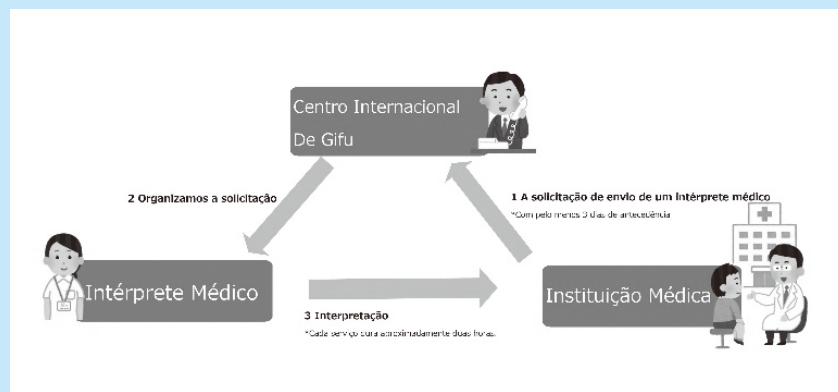 Centro Internacional
De Gifu
2 Organizamos a solicitação
1 A solicitação de envio de um intérprete médico
*Com pelo menos 3 dias de antecedência
Intérprete Médico
Instituição Médica
3 Interpretação
*Cada serviço dura aproximadamente duas horas.